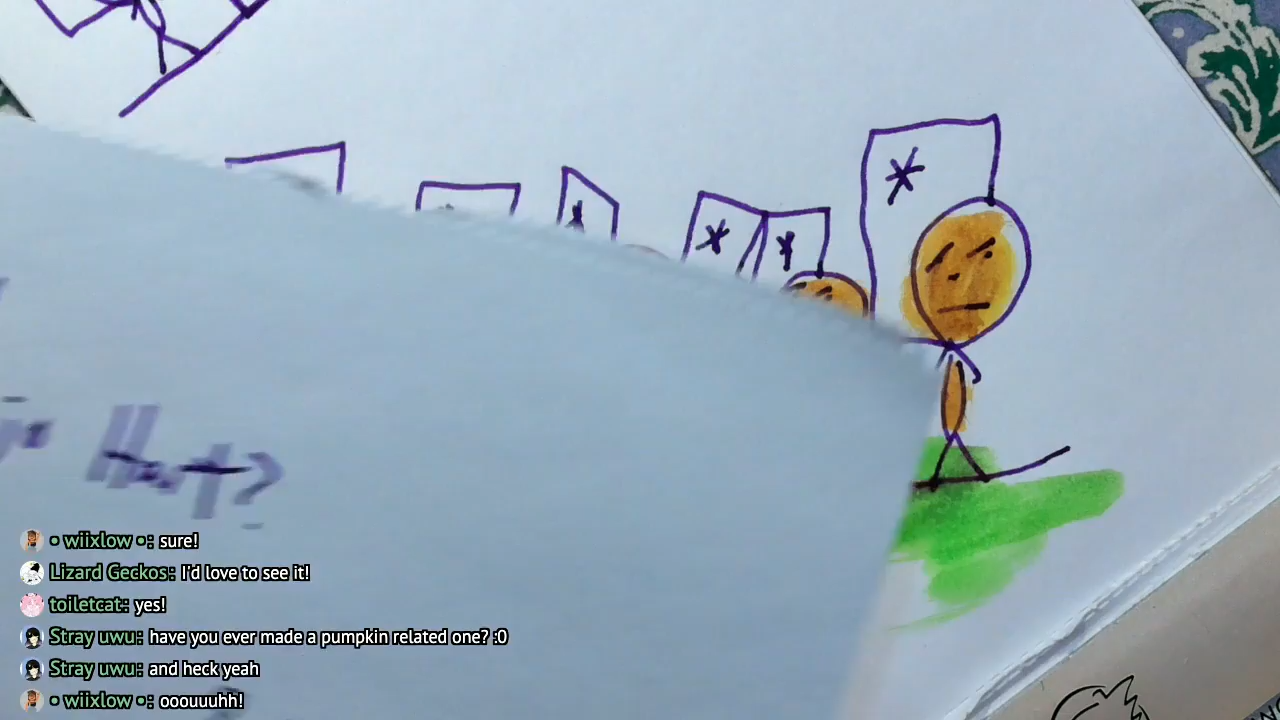 Hurt?
• wiixlow •: sure!
Lizard Geckos: I'd love to see it!
toiletcat: yes!
Stray uwu: have you ever made a pumpkin related one? :0
Stray uwu: and heck yeah
• wiixlow •: ooouuuhh!